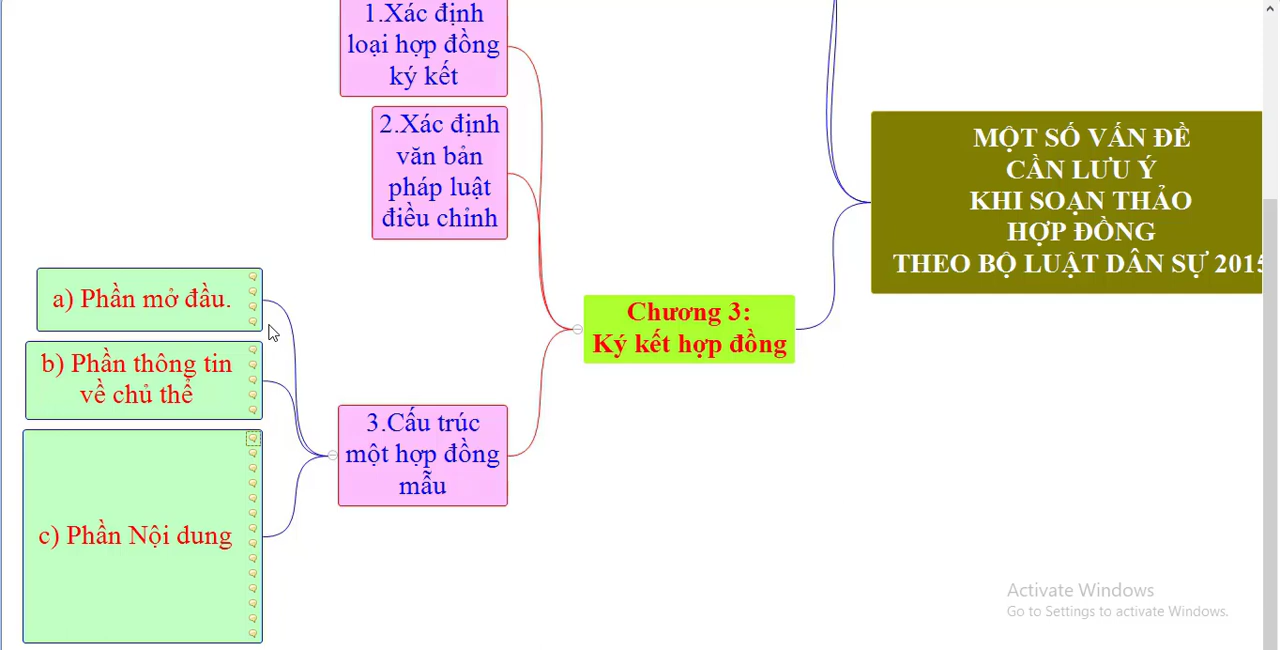 1.Xác định
loại hợp đồng
ký kết
2.Xác định
văn bản
pháp luật
điều chỉnh
MỘT SỐ VẤN ĐỀ
CẦN LƯU Ý
KHI SOẠN THẢO
HỢP ĐỒNG
THEO BỘ LUẬT DÂN SỰ 2015
a) Phần mở đầu.
Chương 3:
Ký kết hợp đồng
b) Phần thông tin
về chủ thể
3.Cấu trúc
một hợp đồng
mẫu
c) Phần Nội dung
Activate Windows
Go to Settings to activate Windows.